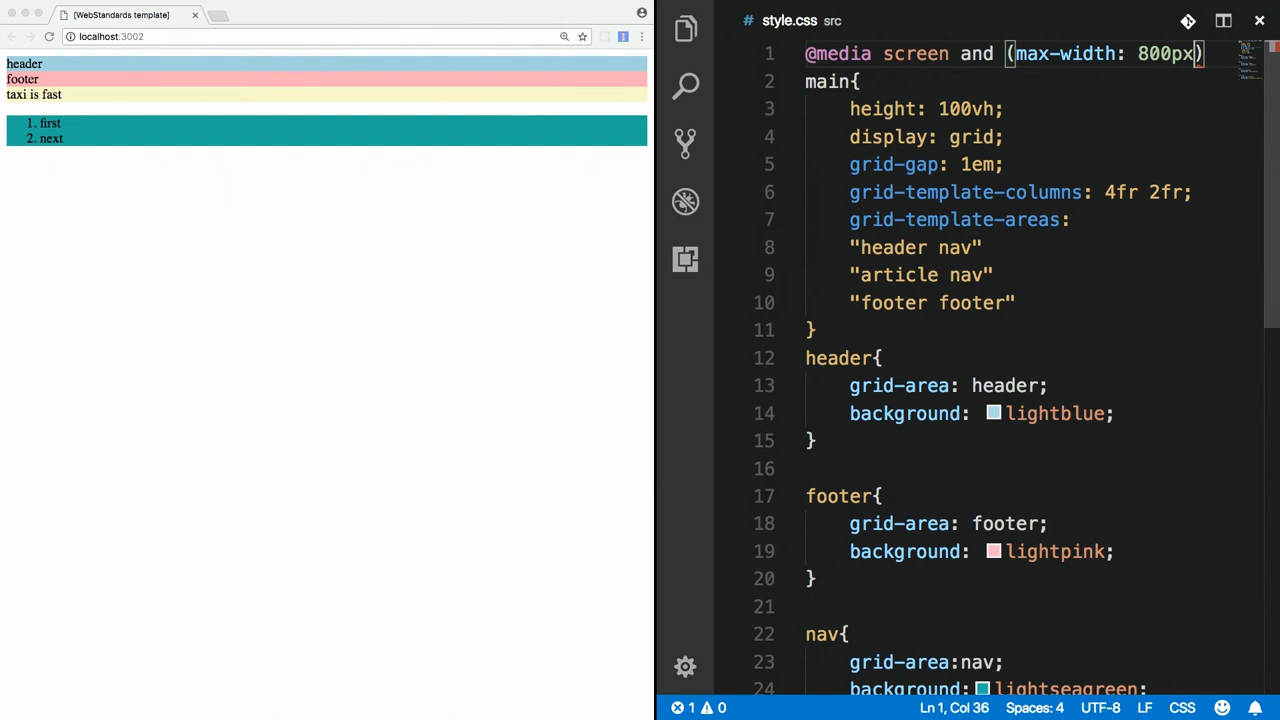 [WebStandards template]
localhost:3002
header
footer
taxi is fast
1. first
2. next
# style.css src
1 @media screen and (max-width: 800px)
2 main{
3 height: 100vh;
4 display: grid;
5 grid-gap: 1em;
6 grid-template-columns: 4fr 2fr;
7 grid-template-areas:
8 "header nav"
9 "article nav"
10 "footer footer"
11 }
12 header{
13 grid-area: header;
14 background: lightblue;
15 }
16
17 footer{
18 grid-area: footer;
19 background: lightpink;
20 }
21
22 nav{
23 grid-area:nav;
24 background: lightseagreen;
1 0 Ln 1, Col 36 Spaces: 4 UTF-8 LF CSS